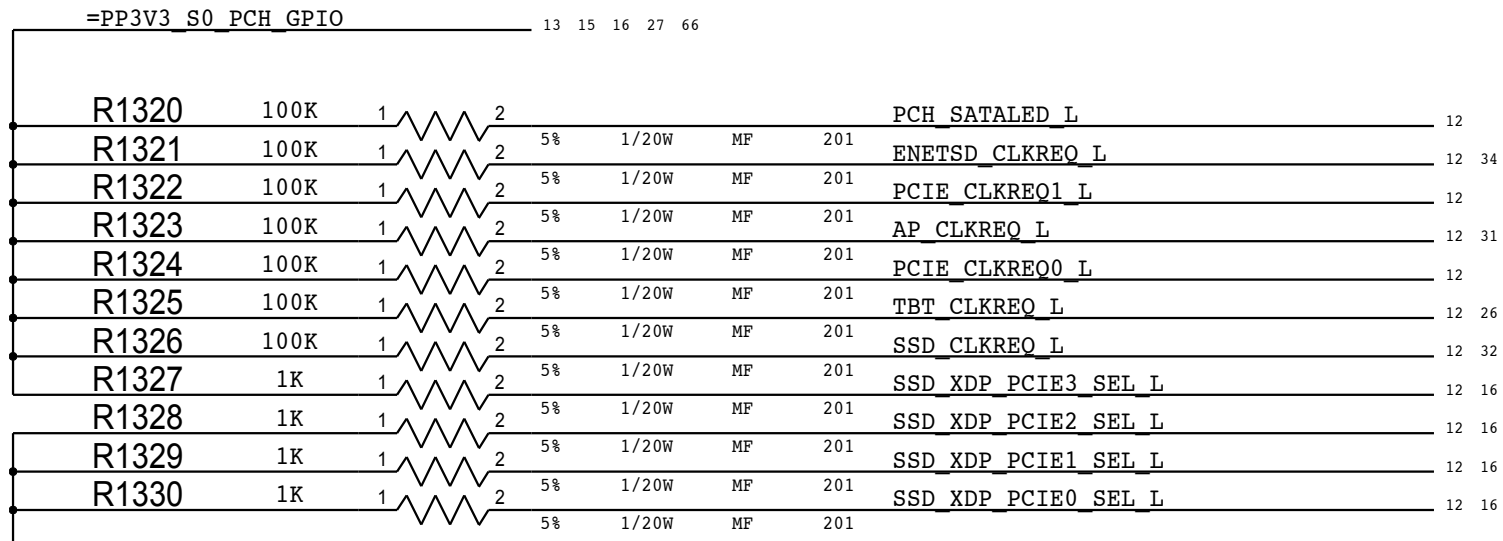 =PP3V3_S0_PCH_GPIO 13 15 16 27 66
R1320 100K 1 2 PCH_SATALED_L 12
5% 1/20W MF 201
R1321 100K 1 2 ENETSD_CLKREQ_L 12 34
5% 1/20W MF 201
R1322 100K 1 2 PCIE_CLKREQ1_L 12
5% 1/20W MF 201
R1323 100K 1 2 AP_CLKREQ_L 12 31
5% 1/20W MF 201
R1324 100K 1 2 PCIE_CLKREQ0_L 12
5% 1/20W MF 201
R1325 100K 1 2 TBT_CLKREQ_L 12 26
5% 1/20W MF 201
R1326 100K 1 2 SSD_CLKREQ_L 12 32
5% 1/20W MF 201
R1327 1K 1 2 SSD_XDP_PCIE3_SEL_L 12 16
5% 1/20W MF 201
R1328 1K 1 2 SSD_XDP_PCIE2_SEL_L 12 16
5% 1/20W MF 201
R1329 1K 1 2 SSD_XDP_PCIE1_SEL_L 12 16
5% 1/20W MF 201
R1330 1K 1 2 SSD_XDP_PCIE0_SEL_L 12 16
5% 1/20W MF 201